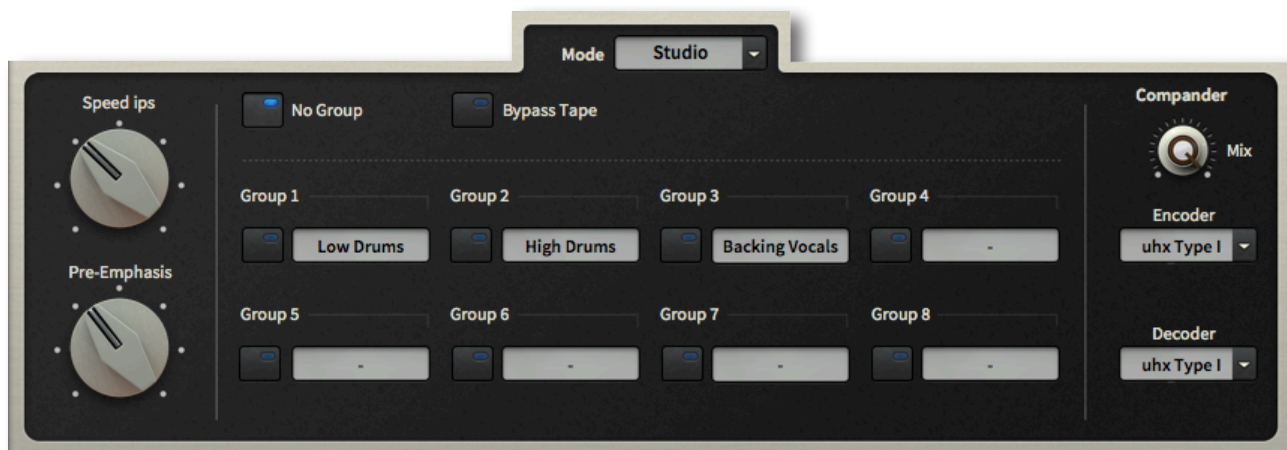 Mode Studio
Speed ips
No Group
Bypass Tape
Compander
Mix
Group 1
Group 2
Group 3
Group 4
Low Drums
High Drums
Backing Vocals
-
Encoder
uhx Type I
Pre-Emphasis
Group 5
Group 6
Group 7
Group 8
-
-
-
-
Decoder
uhx Type I